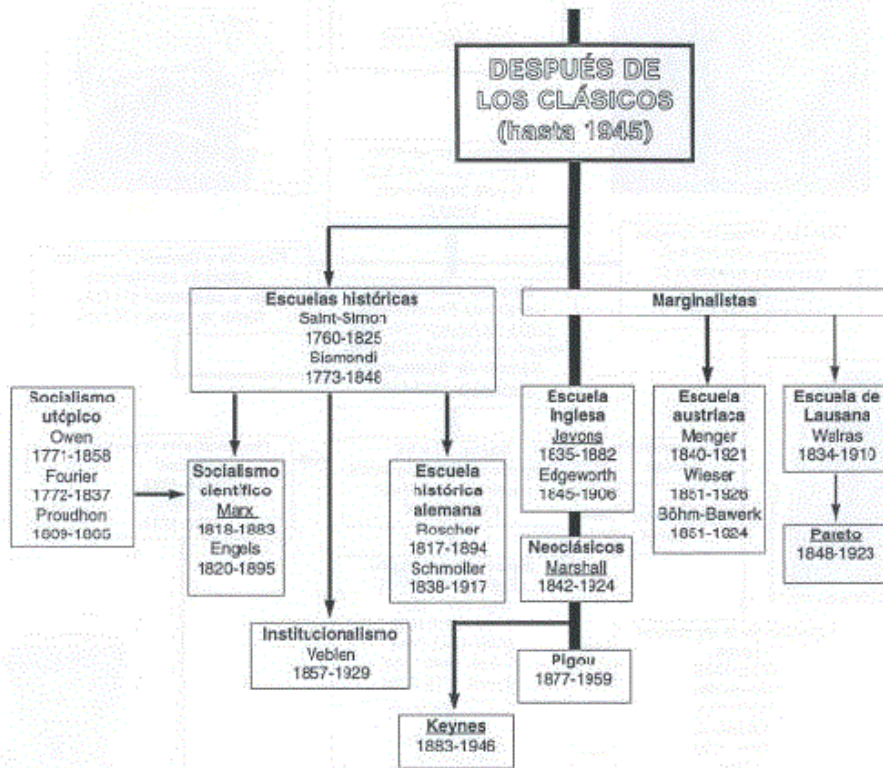 DESPUÉS DE
LOS CLÁSICOS
(hasta 1945)
Escuelas históricas
Saint-Simon
1760-1825
Sismondi
1773-1848
Marginalistas
Socialismo
utópico
Owen
1771-1858
Fourier
1772-1837
Proudhon
1809-1865
Socialismo
científico
Marx
1818-1883
Engels
1820-1895
Escuela
histórica
alemana
Roscher
1817-1894
Schmoller
1838-1917
Escuela
Inglesa
Jevons
1835-1882
Edgeworth
1845-1906
Escuela
austriaca
Menger
1840-1921
Wieser
1851-1926
Böhm-Bawerk
1851-1924
Escuela de
Lausana
Walras
1834-1910
Pareto
1848-1923
Neoclásicos
Marshall
1842-1924
Institucionalismo
Veblen
1857-1929
Pigou
1877-1959
Keynes
1883-1946